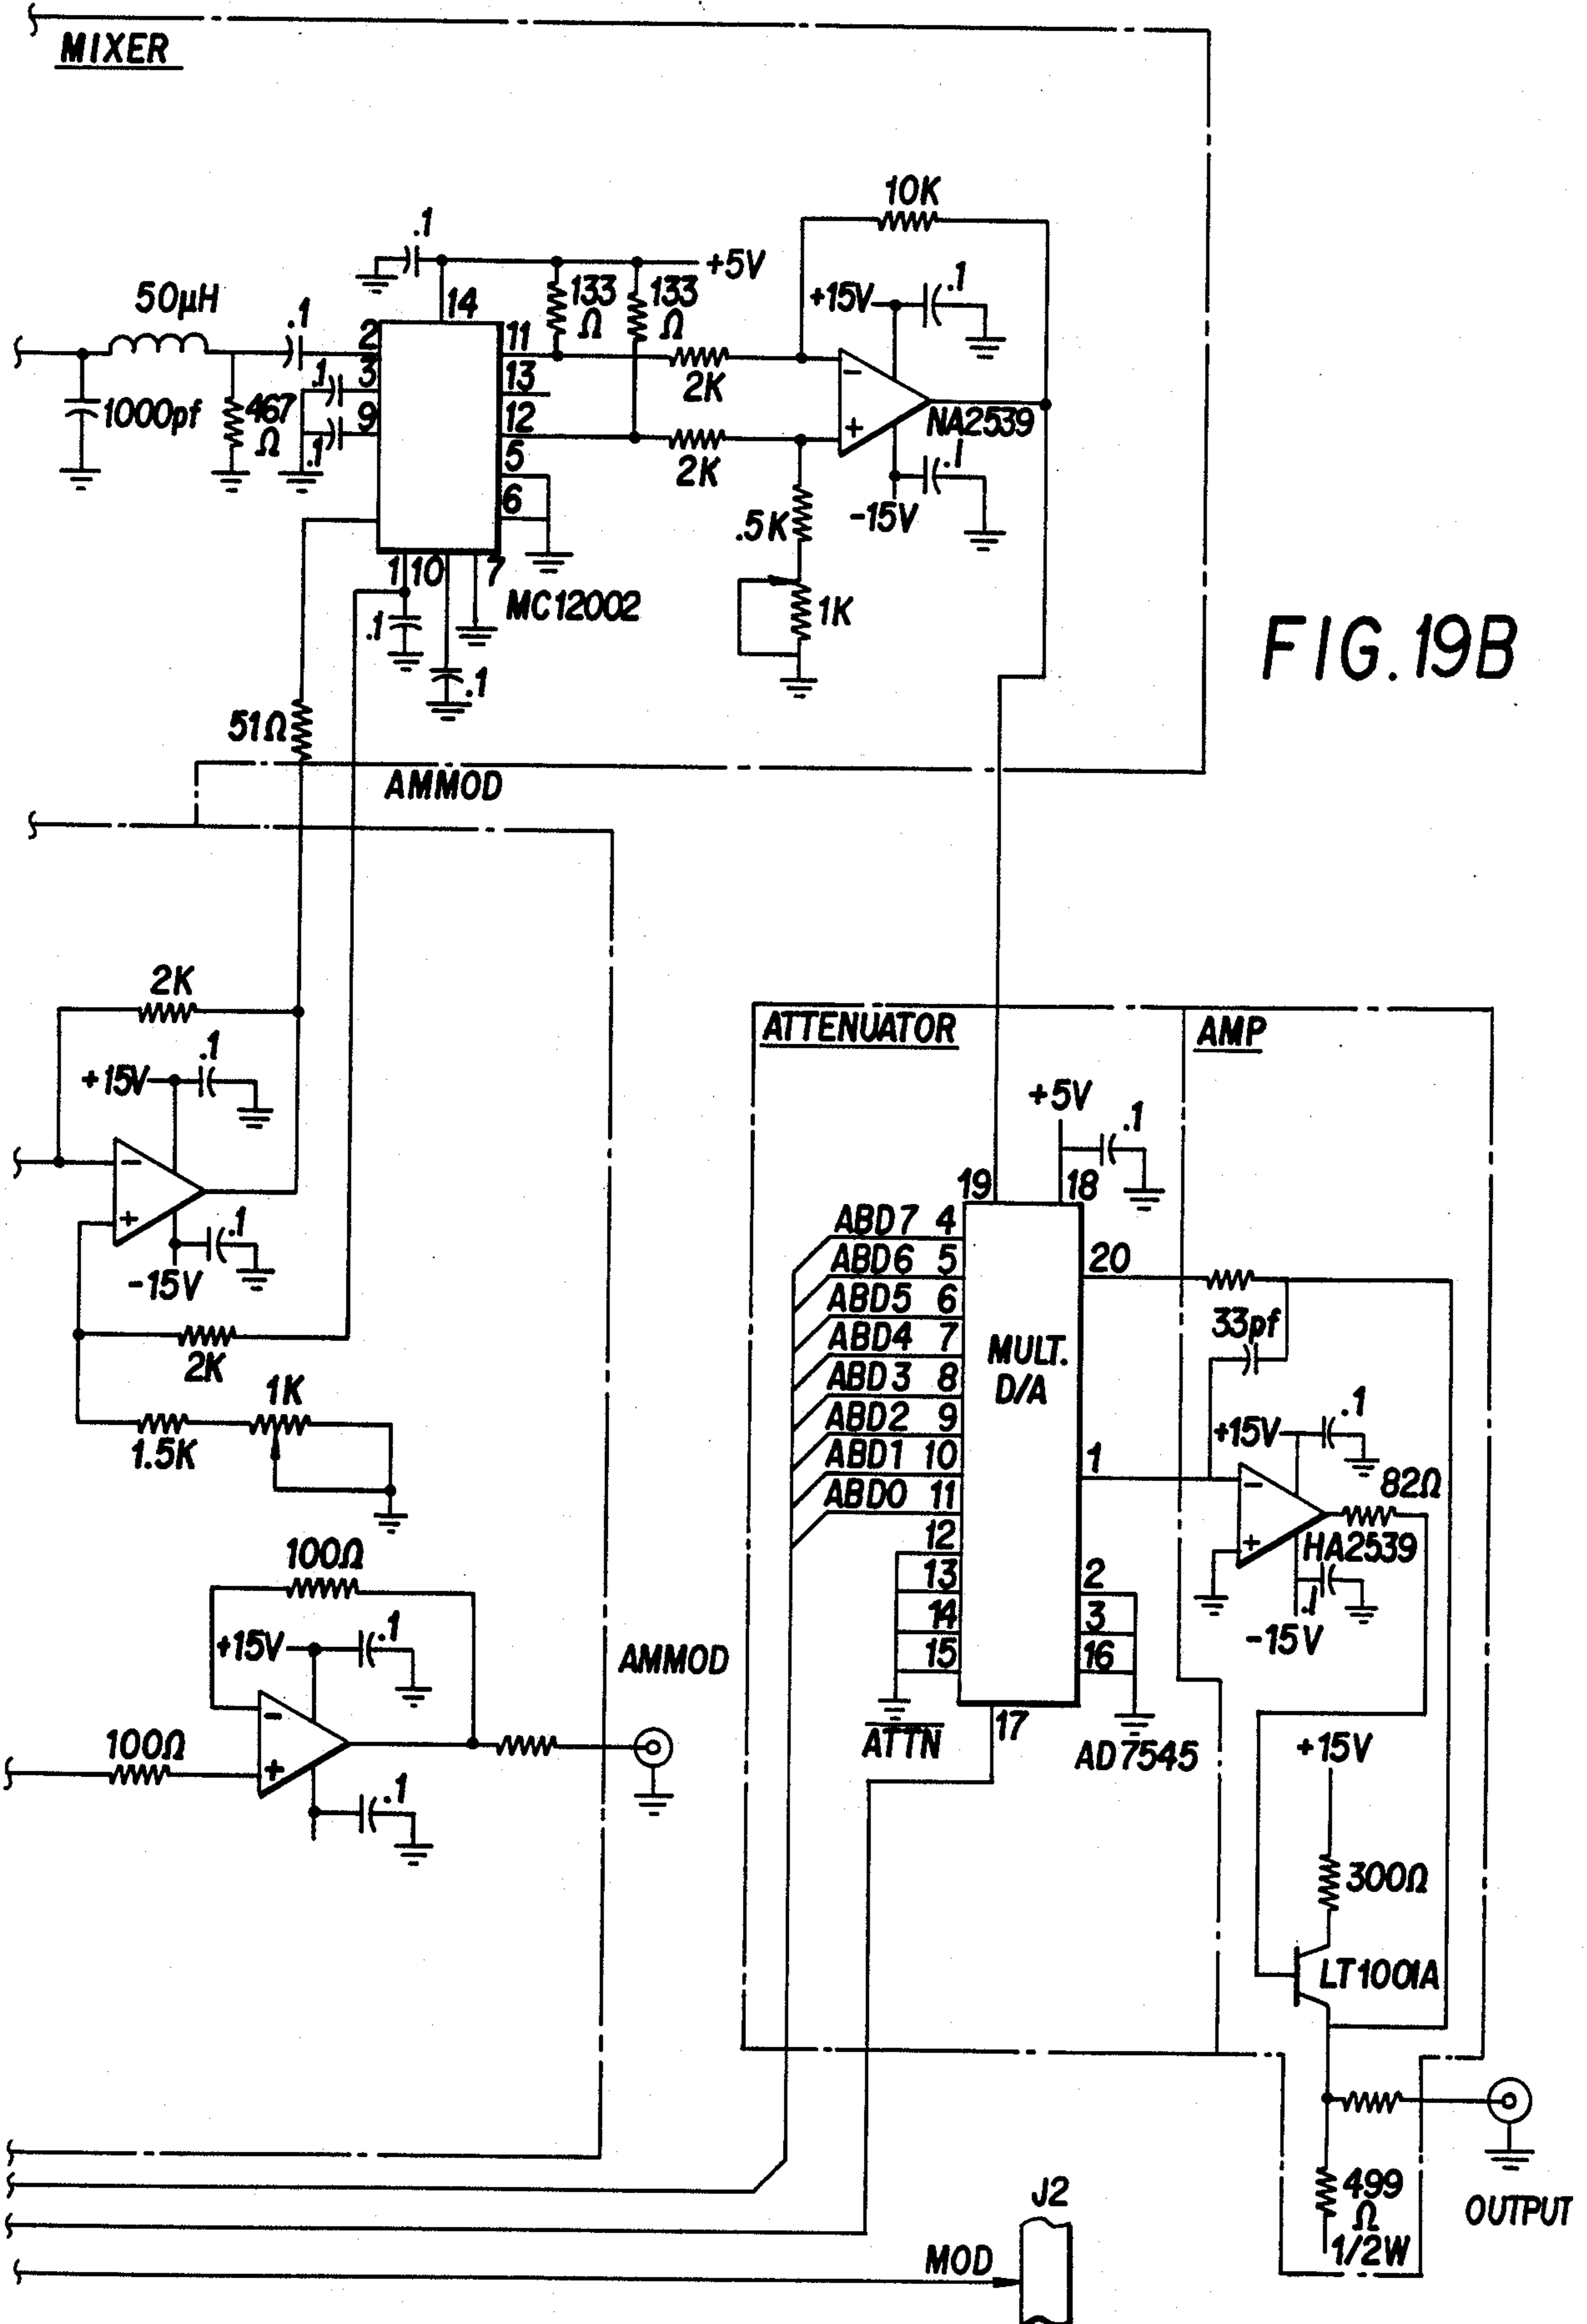 MIXER
10K
.1
+5V
50µH
.1
14
133
Ω
133
Ω
+15V
.1
2
11
3
13
.1
9
12
.1
1000pf
467
Ω
2K
2K
NA2539
5
6
.1
-15V
.5K
1K
1
10
7
MC12002
.1
.1
FIG.19B
51Ω
AMMOD
2K
.1
+15V
-15V
.1
2K
1K
1.5K
100Ω
+15V
.1
AMMOD
100Ω
.1
ATTENUATOR
AMP
+5V
.1
19
18
ABD7 4
ABD6 5
ABD5 6
ABD4 7
ABD3 8
ABD2 9
ABD1 10
ABD0 11
12
13
14
15
MULT.
D/A
20
1
2
3
16
17
ATTN
AD7545
33pf
+15V
.1
82Ω
HA2539
.1
-15V
+15V
300Ω
LT1001A
499
Ω
1/2W
OUTPUT
J2
MOD